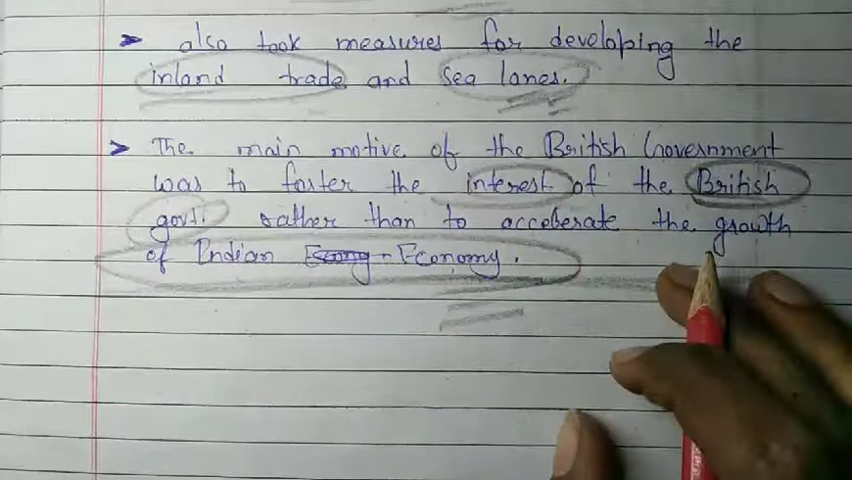 ➤ also took measures for developing the
inland trade and sea lanes.
➤ The main motive of the British Government
was to foster the interest of the British
govt. rather than to acceberate the growth
of Indian - Economy.